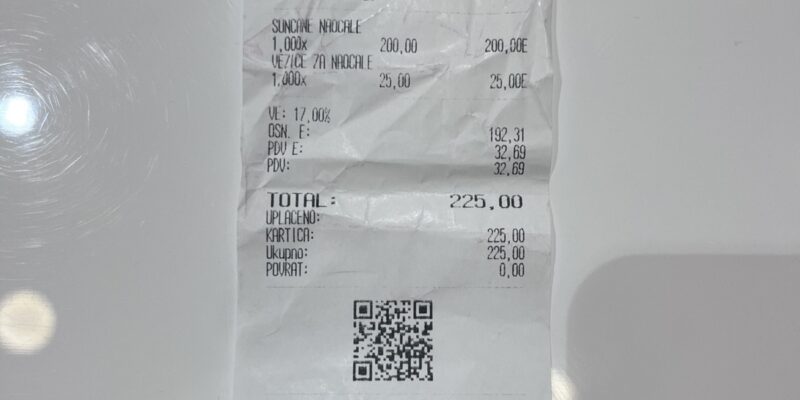 SUNCANE NAOCALE
1,000x 200,00 200,00E
VEZICE ZA NAOCALE
1,000x 25,00 25,00E
VE: 17,00%
OSN. E: 192,31
PDV E: 32,69
PDV: 32,69
TOTAL: 225,00
UPLACENO:
KARTICA: 225,00
Ukupno: 225,00
POVRAT: 0,00